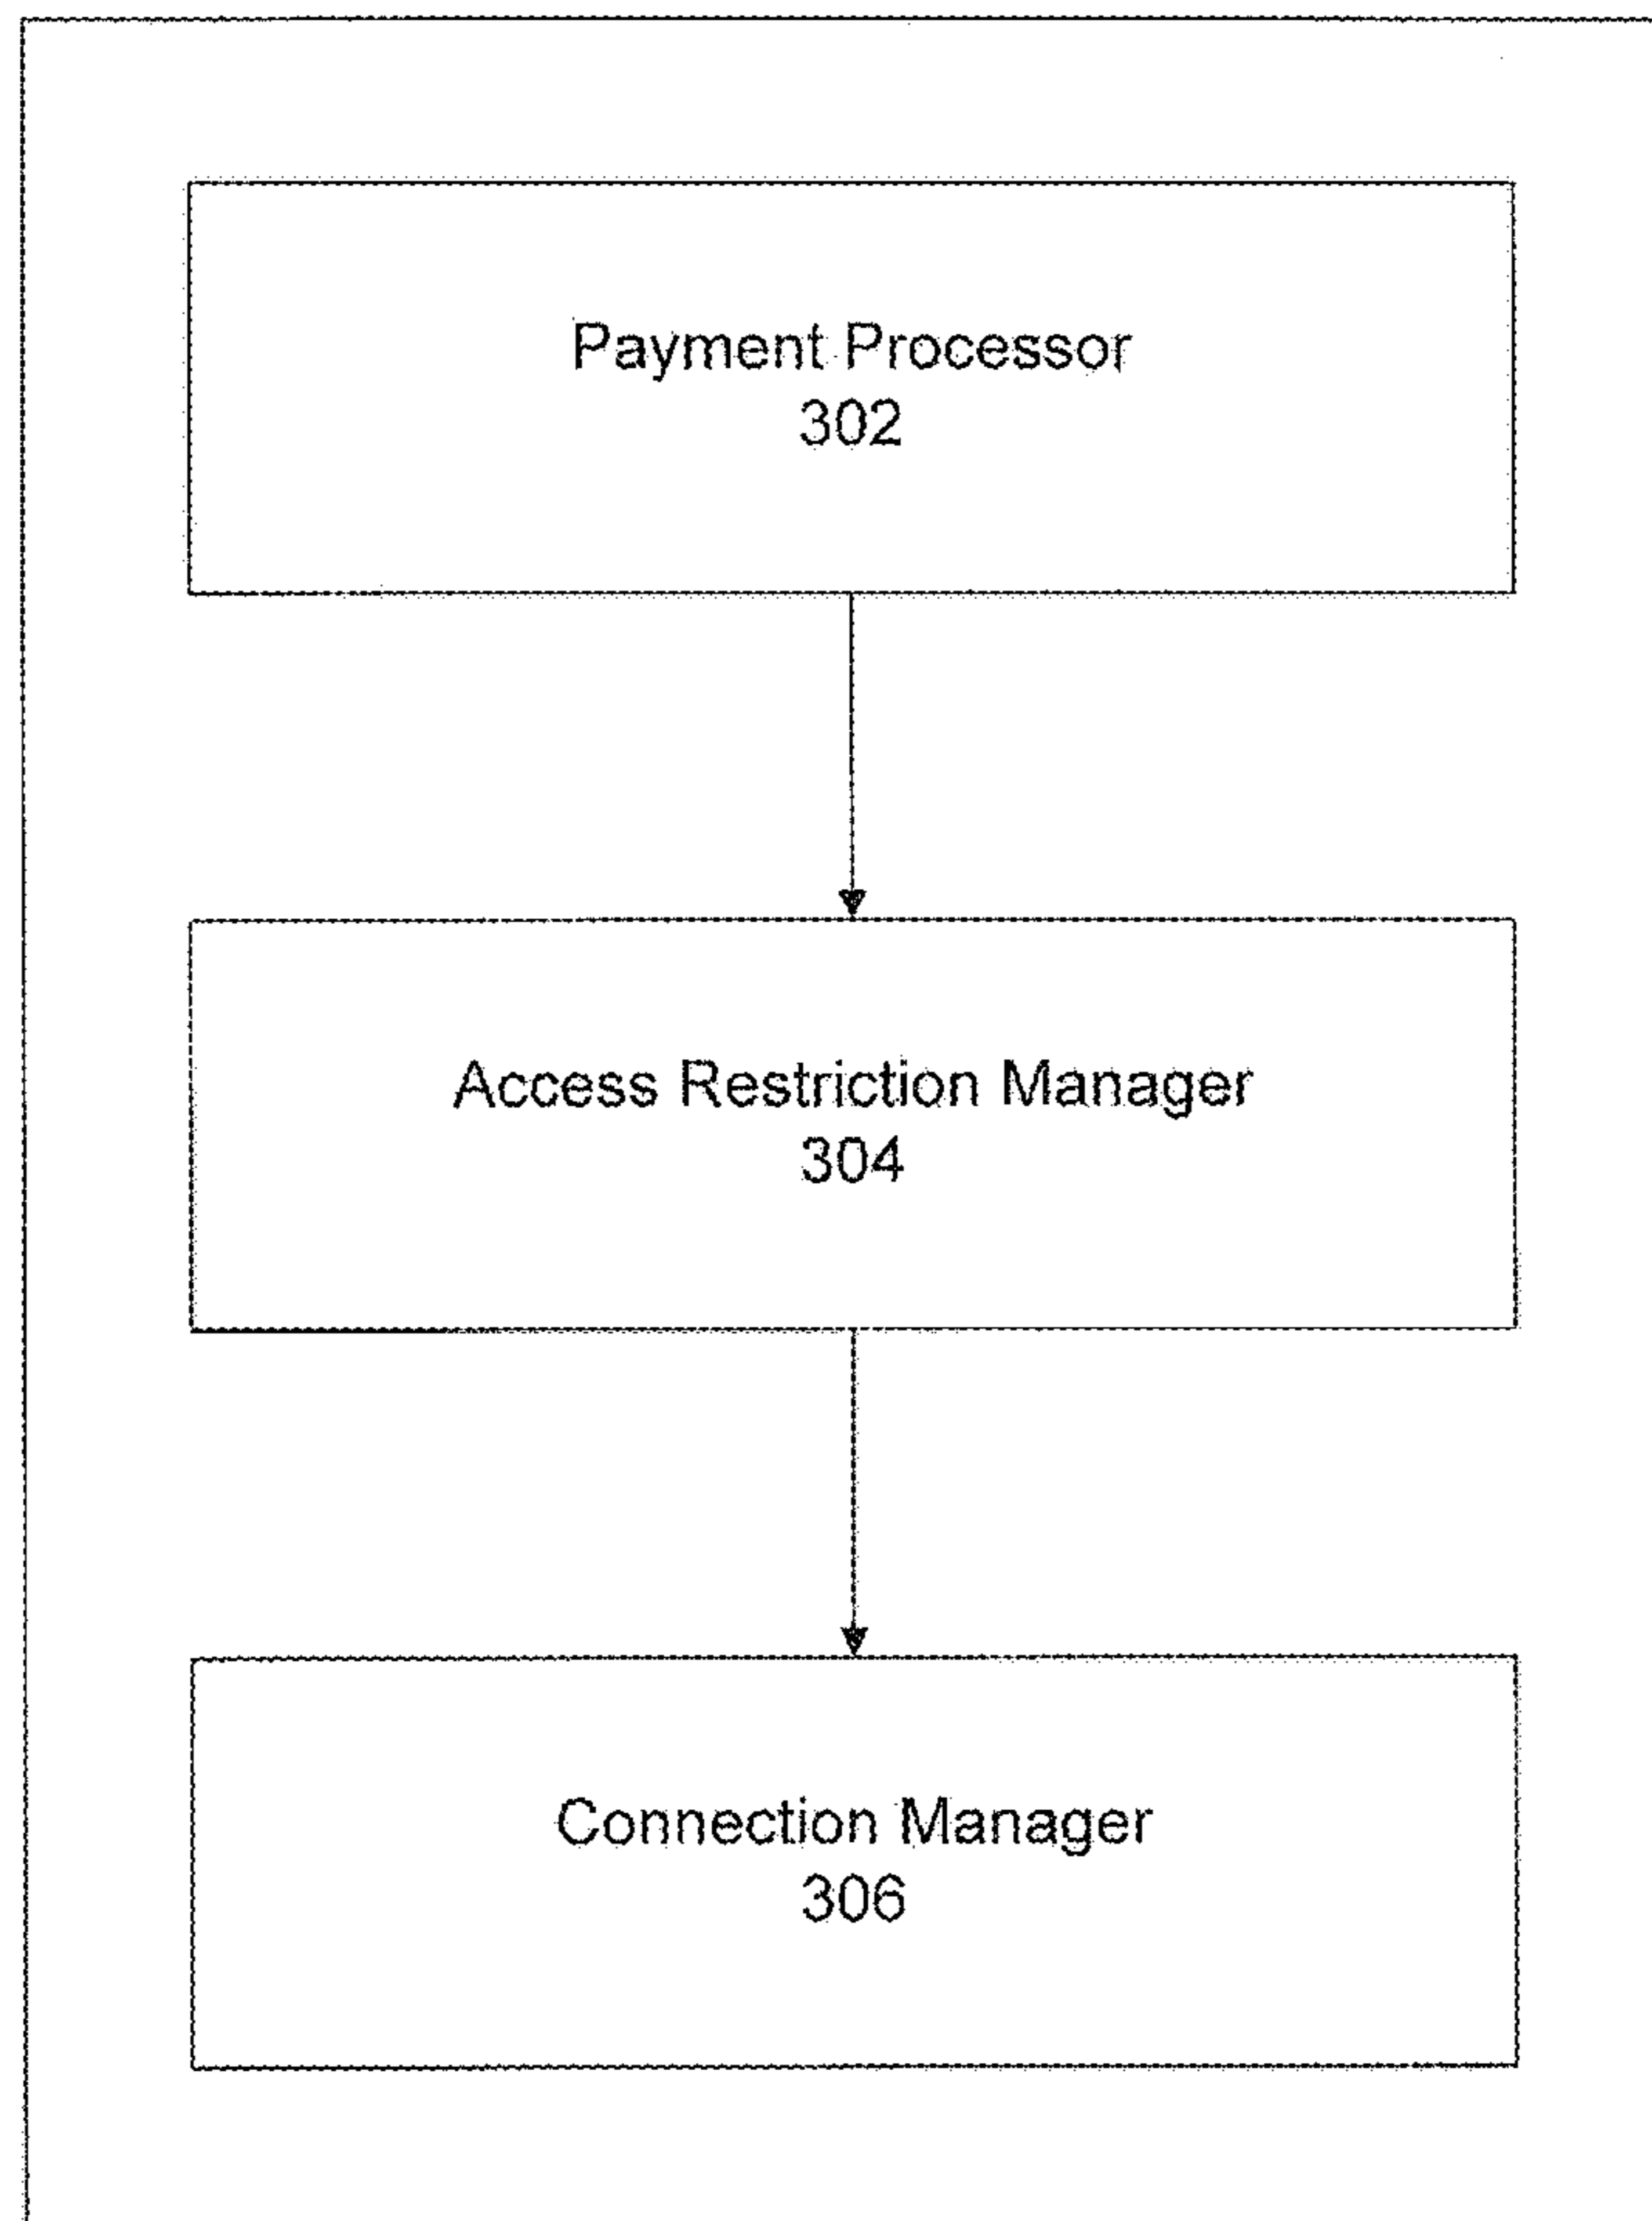 Payment Processor
302
Access Restriction Manager
304
Connection Manager
306